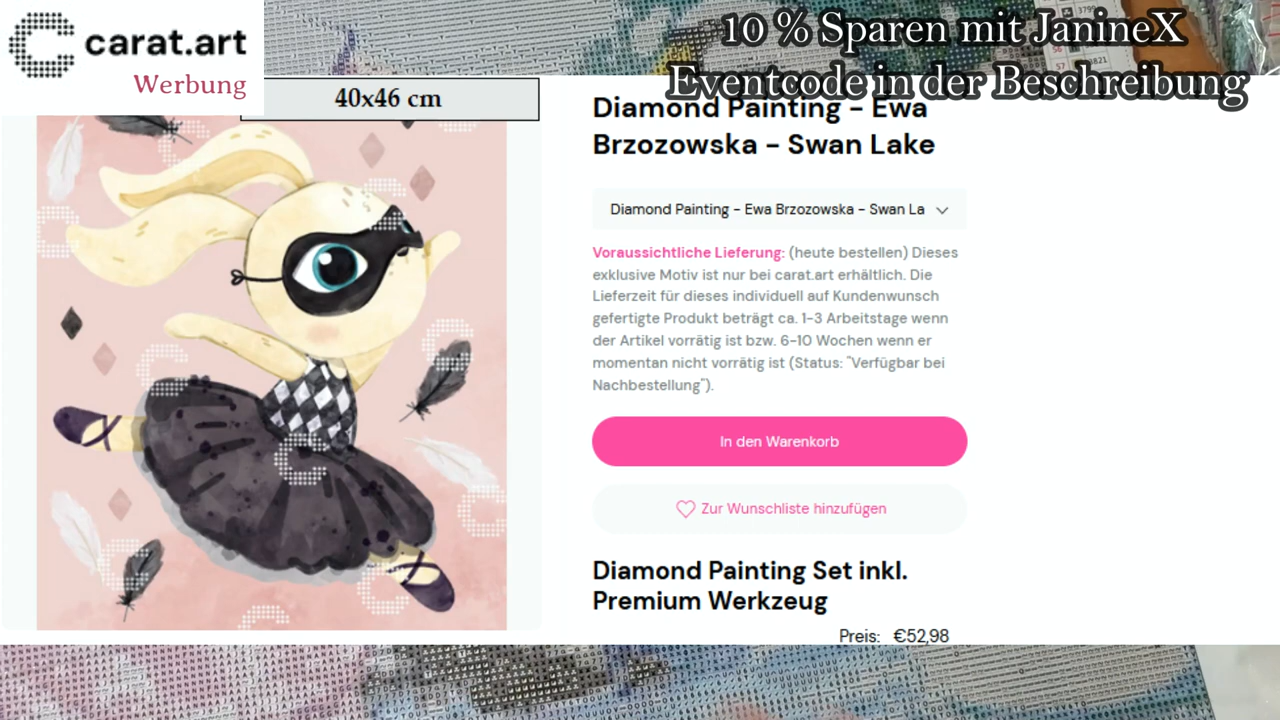 carat.art
Werbung
10 % Sparen mit JanineX
Eventcode in der Beschreibung
40x46 cm
Diamond Painting - Ewa
Brzozowska - Swan Lake
Diamond Painting - Ewa Brzozowska - Swan La
Voraussichtliche Lieferung: (heute bestellen) Dieses
exklusive Motiv ist nur bei carat.art erhältlich. Die
Lieferzeit für dieses individuell auf Kundenwunsch
gefertigte Produkt beträgt ca. 1-3 Arbeitstage wenn
der Artikel vorrätig ist bzw. 6-10 Wochen wenn er
momentan nicht vorrätig ist (Status: "Verfügbar bei
Nachbestellung").
In den Warenkorb
Zur Wunschliste hinzufügen
Diamond Painting Set inkl.
Premium Werkzeug
Preis: €52,98